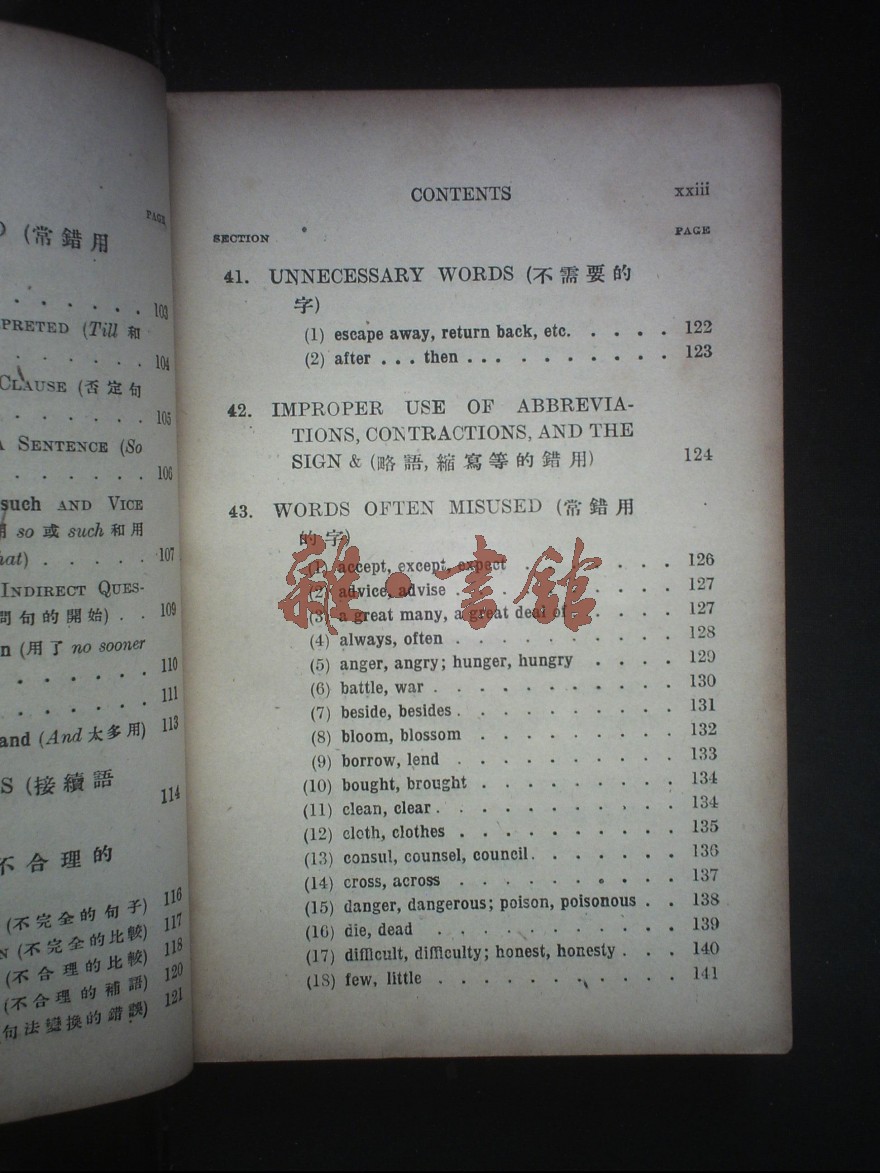 PAGE
(常錯用
103
PRETED (Till 和
104
CLAUSE (否定句
105
A SENTENCE (So
106
such AND VICE
用 so 或 such 和用
hat) 107
INDIRECT QUES-
問句的開始) 109
n (用了 no sooner
110
111
and (And 太多用) 113
S (接續語
114
不合理的
116
(不完全的句子) 117
N (不完全的比較) 118
(不合理的比較) 120
(不合理的補語) 121
句法變換的錯誤)
CONTENTS xxiii
SECTION PAGE
41. UNNECESSARY WORDS (不需要的
字)
(1) escape away, return back, etc. . . . . 122
(2) after ... then . . . . . . . . . 123
42. IMPROPER USE OF ABBREVIA-
TIONS, CONTRACTIONS, AND THE
SIGN & (略語, 縮寫等的錯用) 124
43. WORDS OFTEN MISUSED (常錯用
的字)
(1) accept, except, expect . . . . . . . 126
(2) advice, advise . . . . . . . . . 127
(3) a great many, a great deal of . . . . . 127
(4) always, often . . . . . . . . . 128
(5) anger, angry; hunger, hungry . . . . 129
(6) battle, war . . . . . . . . . . 130
(7) beside, besides . . . . . . . . . 131
(8) bloom, blossom . . . . . . . . 132
(9) borrow, lend . . . . . . . . . 133
(10) bought, brought . . . . . . . . 134
(11) clean, clear . . . . . . . . . . 134
(12) cloth, clothes . . . . . . . . . 135
(13) consul, counsel, council . . . . . . 136
(14) cross, across . . . . . . . . . 137
(15) danger, dangerous; poison, poisonous . . 138
(16) die, dead . . . . . . . . . . 139
(17) difficult, difficulty; honest, honesty . . . 140
(18) few, little . . . . . . . . . . 141
雜·書館